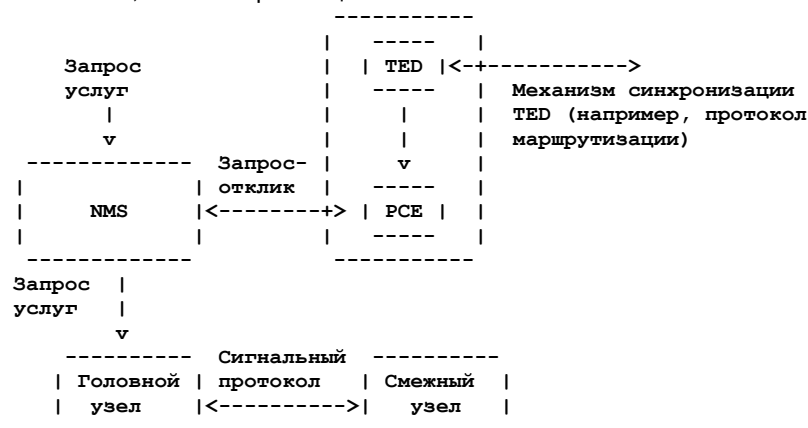 Запрос TED
услуг Механизм синхронизации
TED (например, протокол
маршрутизации)
Запрос-
отклик
NMS PCE
Запрос
услуг
Сигнальный
Головной протокол Смежный
узел узел